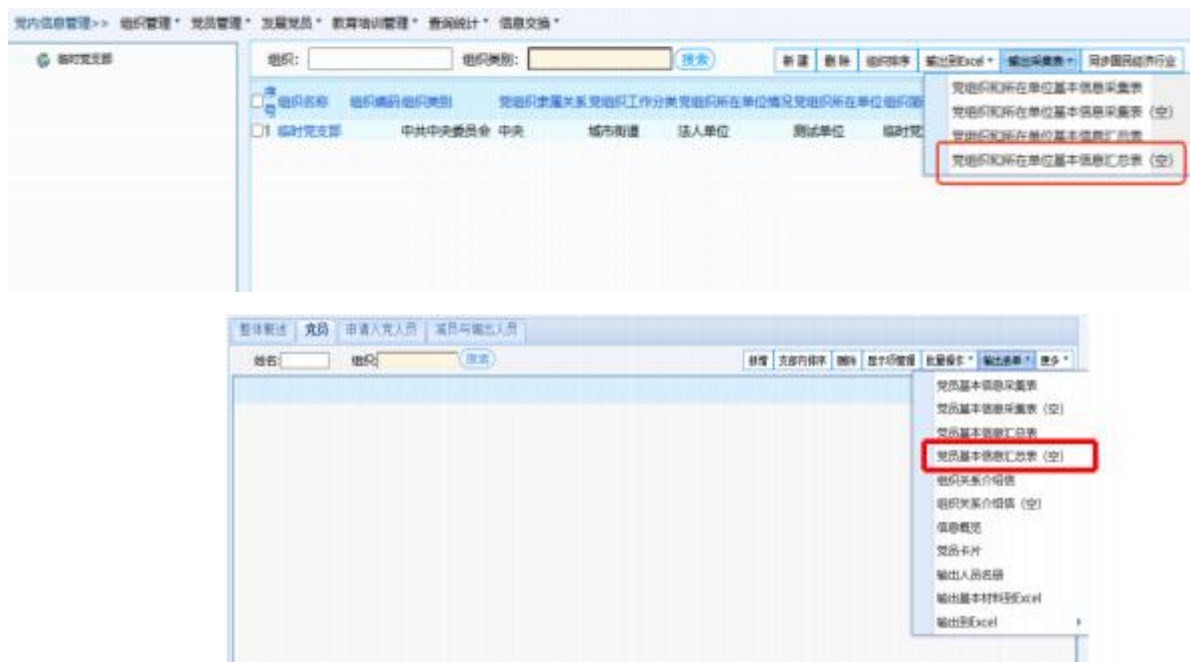 党内信息管理>> 组织管理 党员管理 发展党员 教育培训管理 查询统计 信息交换
临时党支部
组织: 组织类别: 搜索 新建 删除 组织排序 输出到Excel 输出采集表 同步国民经济行业
序号 组织名称 组织编码 组织类别 党组织隶属关系 党组织工作分类 党组织所在单位情况 党组织所在单位 组织简
1 临时党支部 中共中央委员会 中央 城市街道 法人单位 测试单位 临时党
党组织和所在单位基本信息采集表
党组织和所在单位基本信息采集表（空）
党组织和所在单位基本信息汇总表
党组织和所在单位基本信息汇总表（空）
整体概述 党员 申请入党人员 减员与输出人员
姓名: 组织: 搜索 新增 支部内排序 删除 显示项管理 批量操作 输出表单 更多
党员基本信息采集表
党员基本信息采集表（空）
党员基本信息汇总表
党员基本信息汇总表（空）
组织关系介绍信
组织关系介绍信（空）
信息概览
党员卡片
输出人员名册
输出基本材料到Excel
输出到Excel